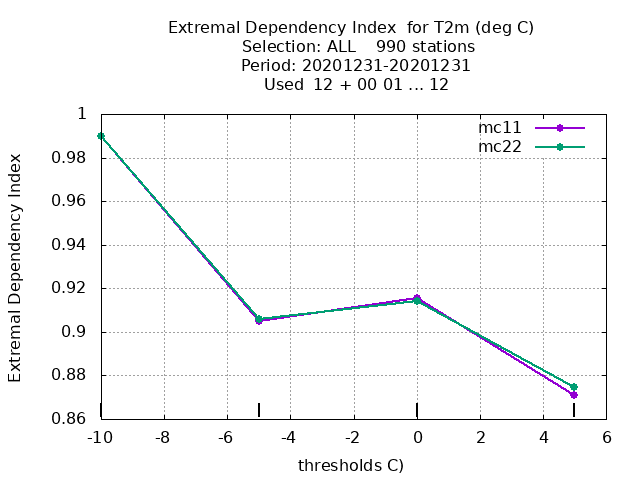 Extremal Dependency Index  for T2m (deg C)
Selection: ALL    990 stations
Period: 20201231-20201231
Used  12 + 00 01 ... 12
mc11
mc22
1
0.98
0.96
0.94
0.92
0.9
0.88
0.86
Extremal Dependency Index
-10 -8 -6 -4 -2 0 2 4 6
thresholds C)